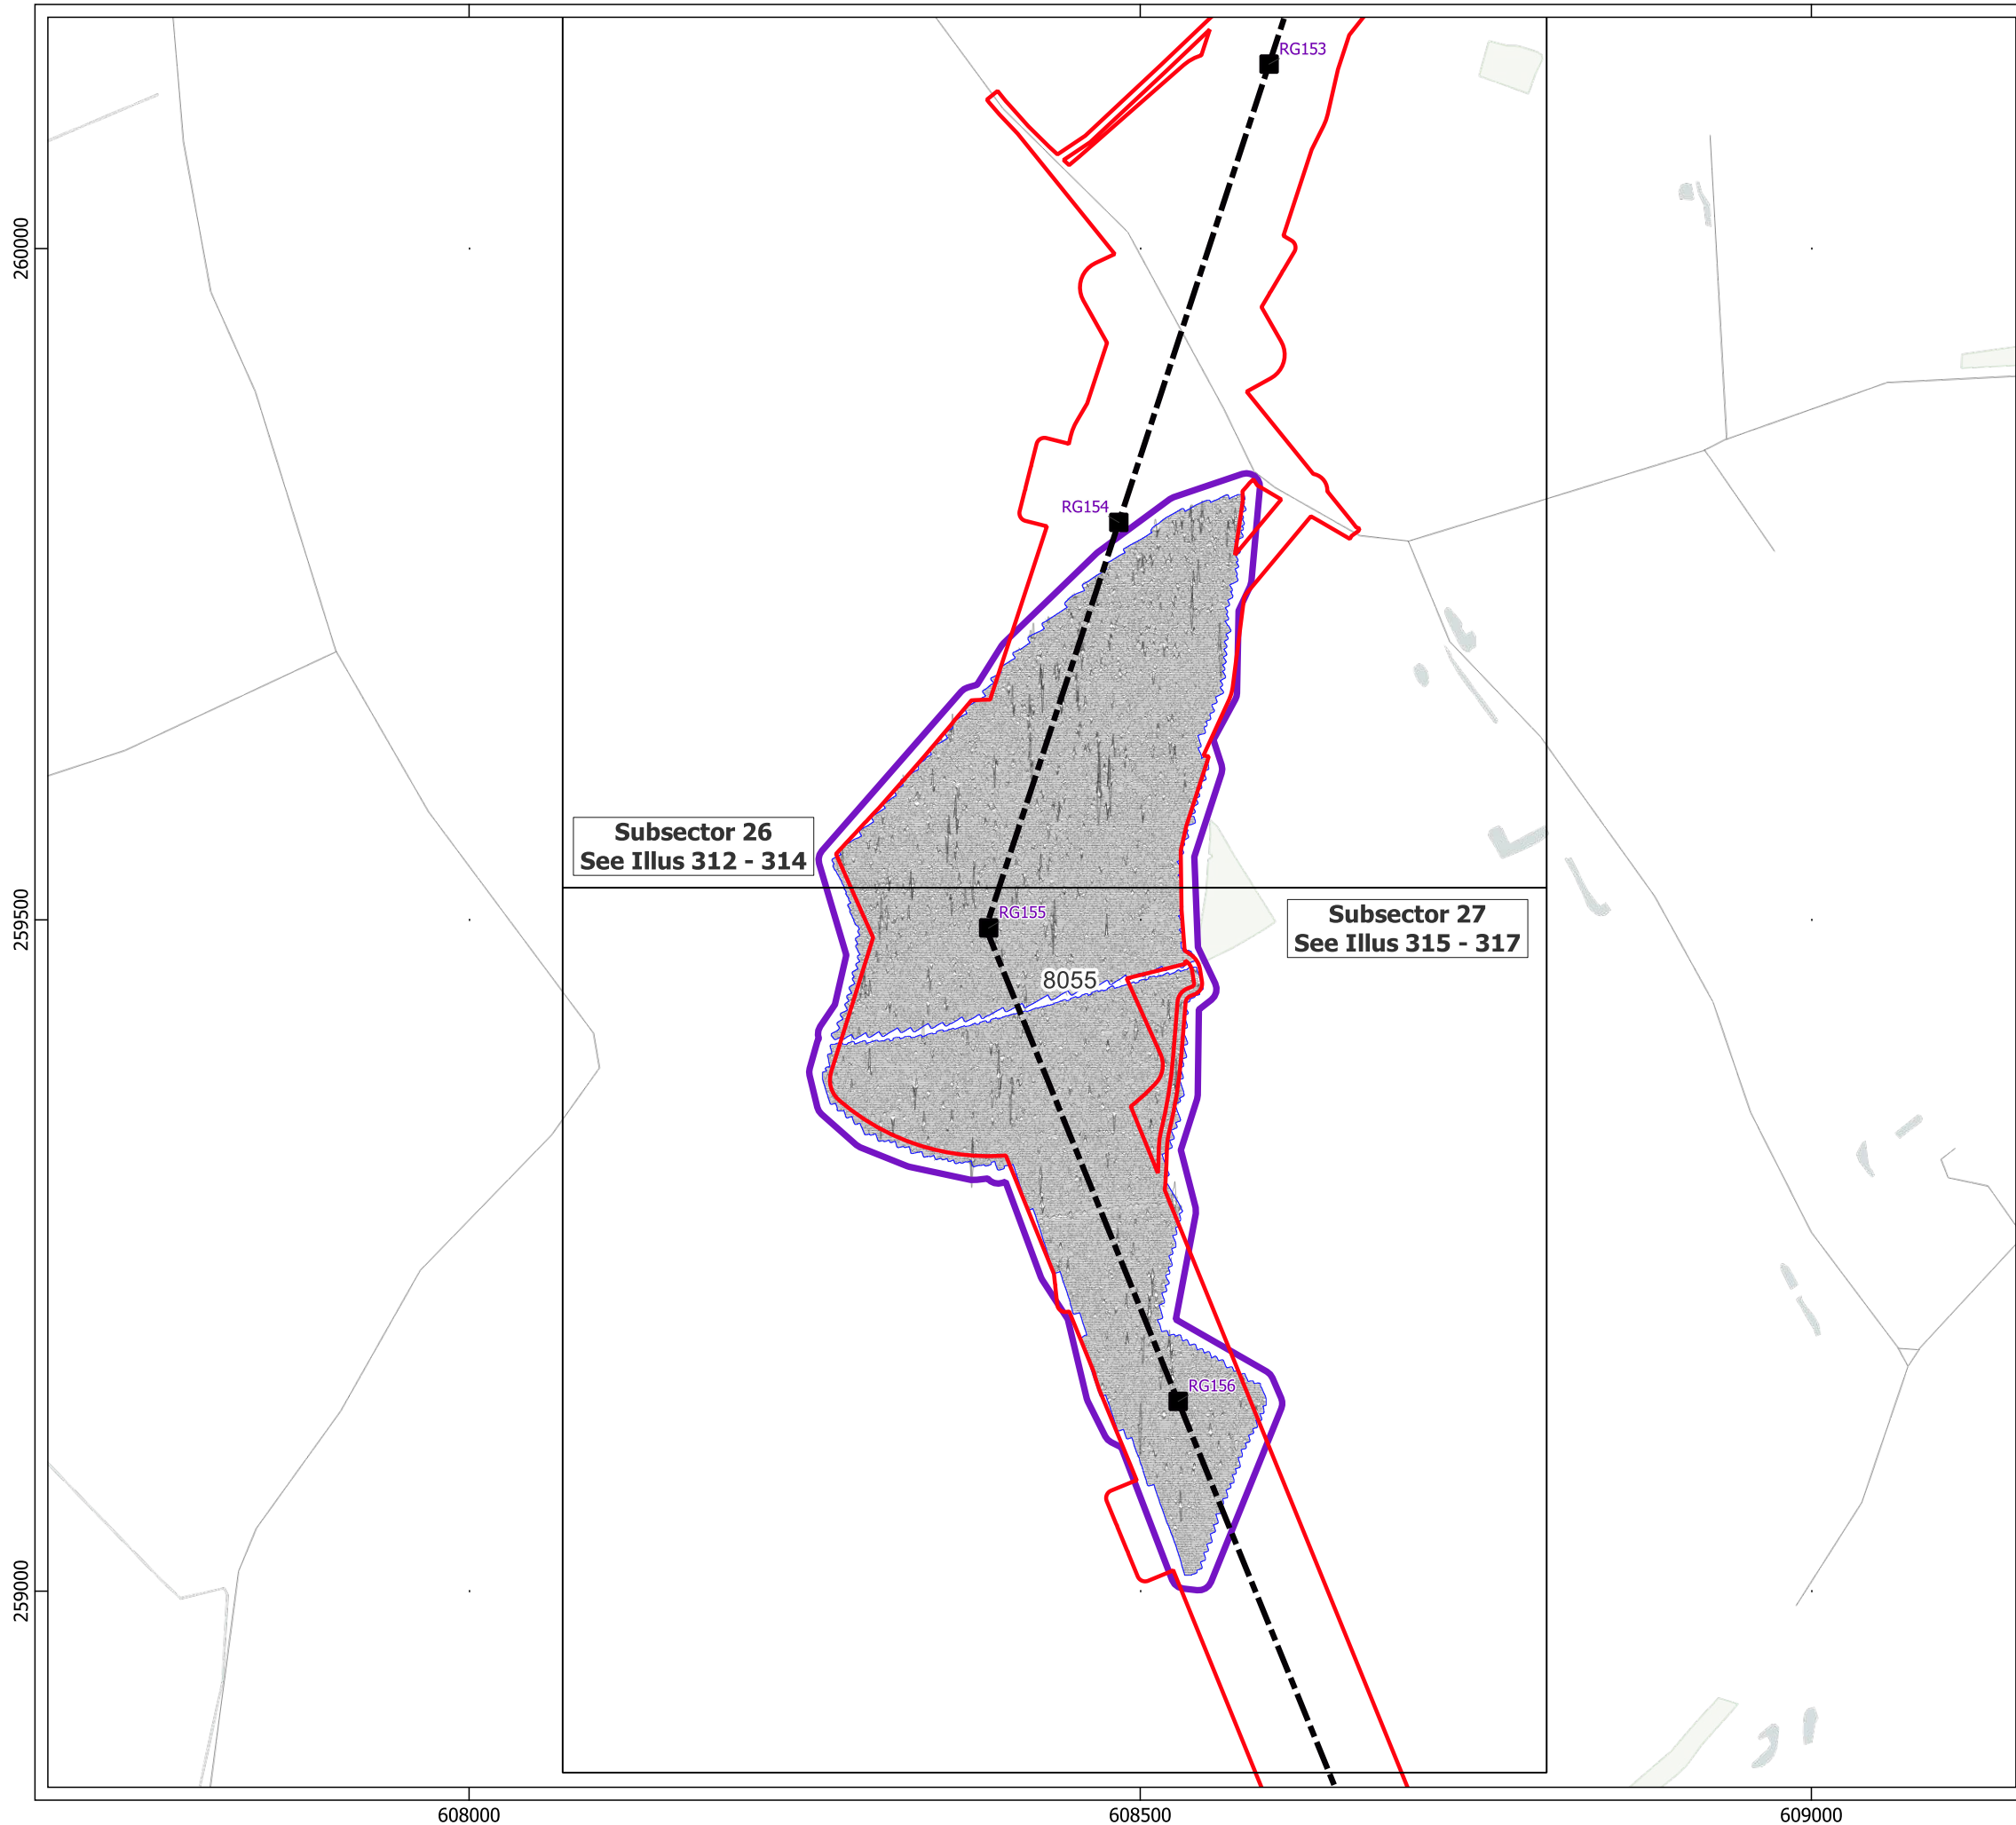 RG153
260000
RG154
Subsector 26
See Illus 312 - 314
RG155
Subsector 27
See Illus 315 - 317
259500
8055
RG156
259000
608000
608500
609000